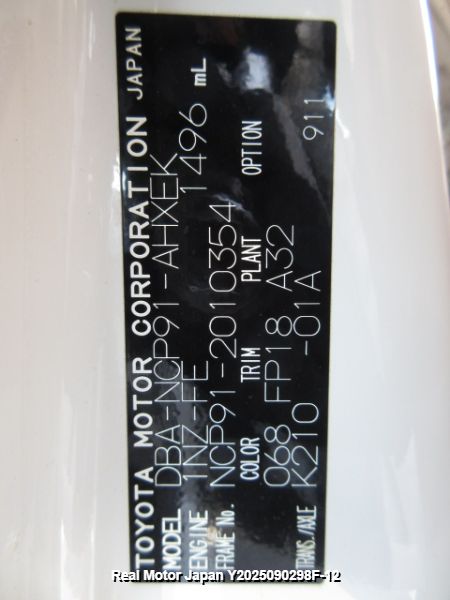 TOYOTA MOTOR CORPORATION JAPAN
MODEL DBA-NCP91-AHXEK
ENGINE 1NZ-FE 1496 mL
FRAME No. NCP91-2010354
COLOR TRIM PLANT OPTION
068 FP18 A32
TRANS./AXLE K210 -01A 911
Real Motor Japan Y2025090298F-12